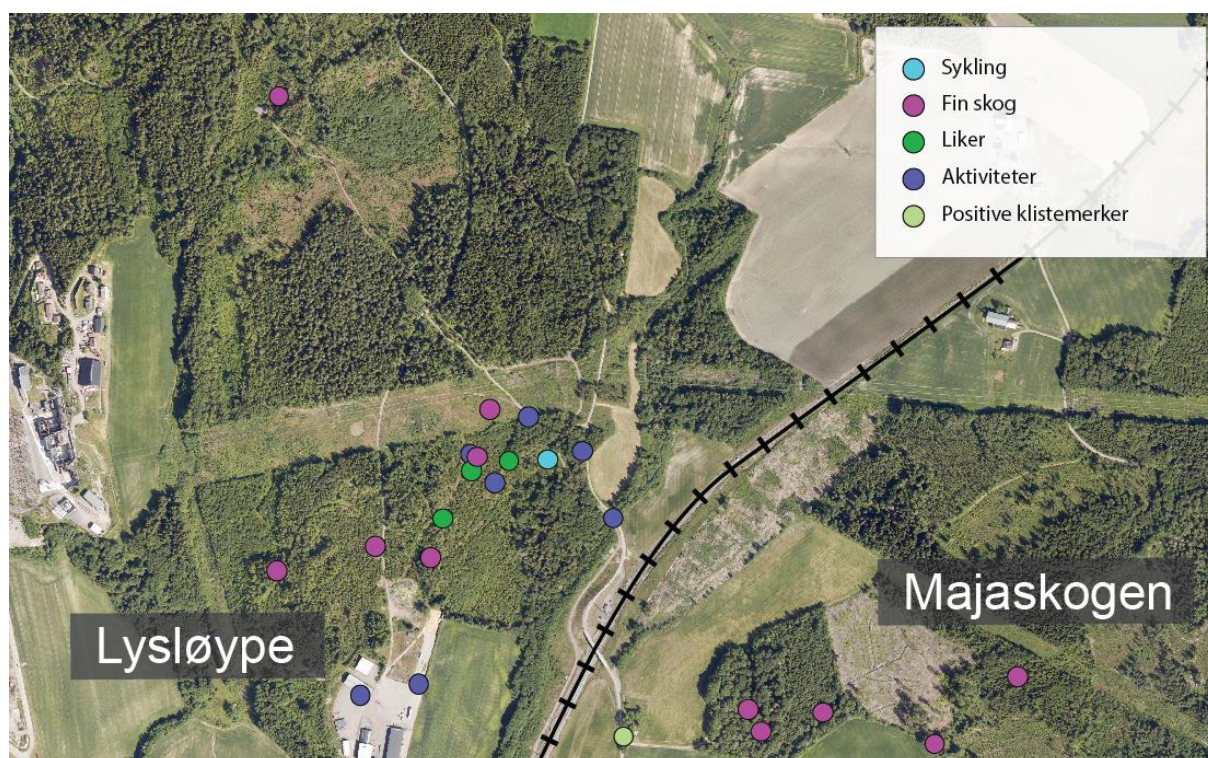 Sykling
Fin skog
Liker
Aktiviteter
Positive klistemerker
Majaskogen
Lysløype